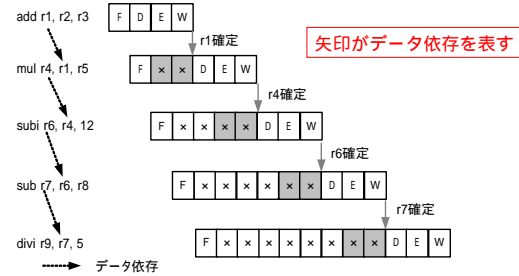 add r1, r2, r3 F D E W
r1確定
矢印がデータ依存を表す
mul r4, r1, r5 F × × D E W
r4確定
subi r6, r4, 12 F × × × × D E W
r6確定
sub r7, r6, r8 F × × × × × × D E W
r7確定
divi r9, r7, 5 F × × × × × × × × D E W
データ依存